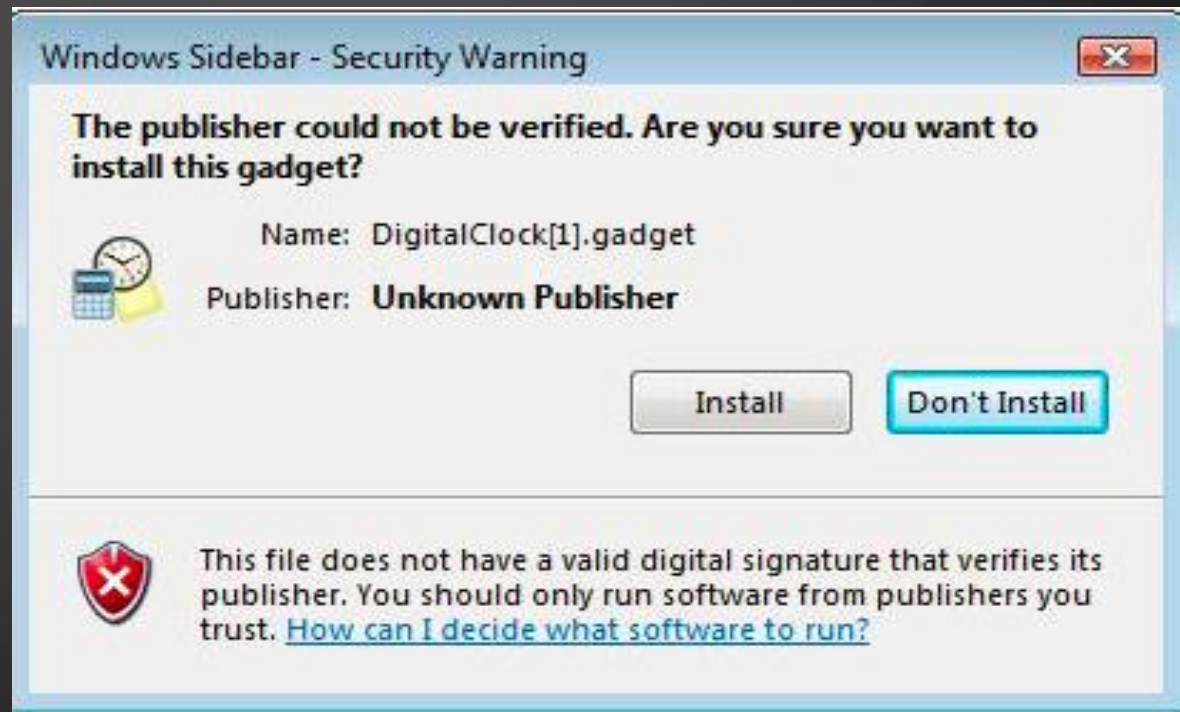 Windows Sidebar - Security Warning
The publisher could not be verified. Are you sure you want to
install this gadget?
Name: DigitalClock[1].gadget
Publisher: Unknown Publisher
Install Don't Install
This file does not have a valid digital signature that verifies its
publisher. You should only run software from publishers you
trust. How can I decide what software to run?